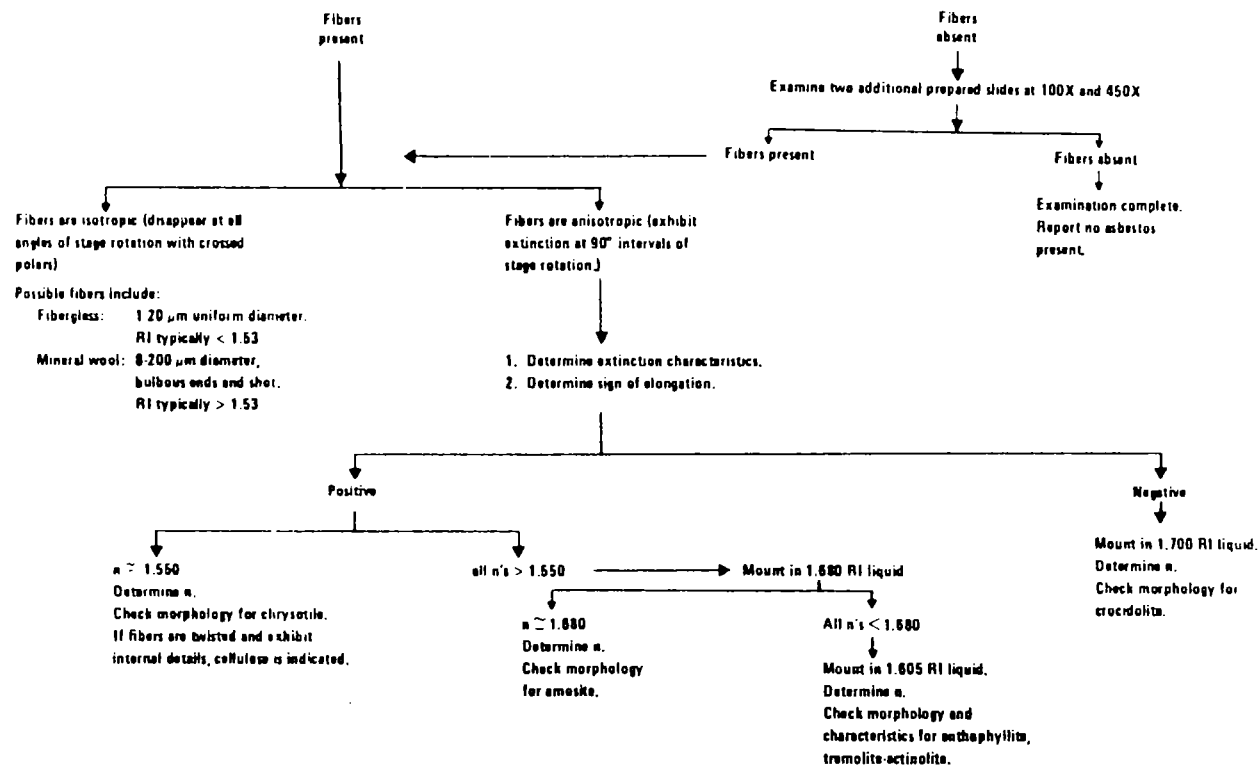 Fibers
present
Fibers
absent
Examine two additional prepared slides at 100X and 450X
Fibers present
Fibers absent
Examination complete.
Report no asbestos
present.
Fibers are isotropic (disappear at all
angles of stage rotation with crossed
polars)
Possible fibers include:
Fiberglass: 1-20 μm uniform diameter.
RI typically < 1.53
Mineral wool: 8-200 μm diameter,
bulbous ends and shot.
RI typically > 1.53
Fibers are anisotropic (exhibit
extinction at 90° intervals of
stage rotation.)
1. Determine extinction characteristics.
2. Determine sign of elongation.
Positive
Negative
n ≃ 1.550
Determine n.
Check morphology for chrysotile.
If fibers are twisted and exhibit
internal details, cellulose is indicated.
all n's > 1.550
Mount in 1.680 RI liquid
n ≃ 1.680
Determine n.
Check morphology
for amosite.
All n's < 1.680
Mount in 1.605 RI liquid.
Determine n.
Check morphology and
characteristics for anthophyllite,
tremolite-actinolite.
Mount in 1.700 RI liquid.
Determine n.
Check morphology for
crocidolite.